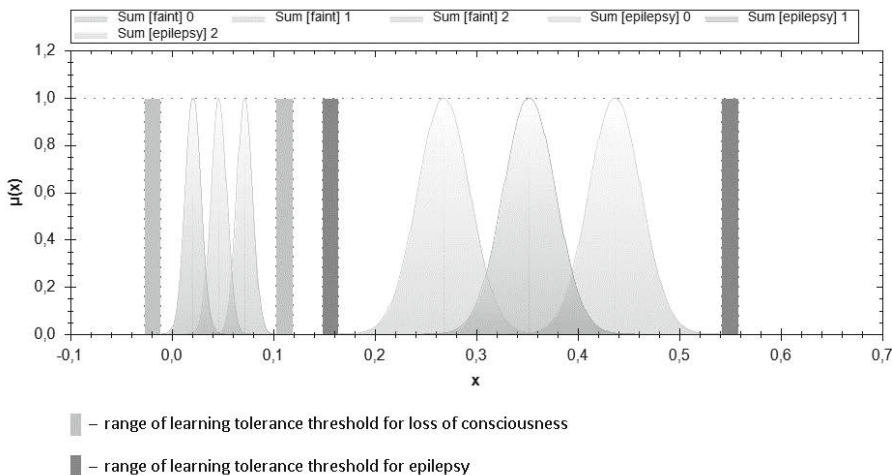 Sum [faint] 0 Sum [faint] 1 Sum [faint] 2 Sum [epilepsy] 0 Sum [epilepsy] 1
Sum [epilepsy] 2
1,2
1,0
0,8
0,6
0,4
0,2
0,0
μ(x)
-0,1 0,0 0,1 0,2 0,3 0,4 0,5 0,6 0,7
x
– range of learning tolerance threshold for loss of consciousness
– range of learning tolerance threshold for epilepsy